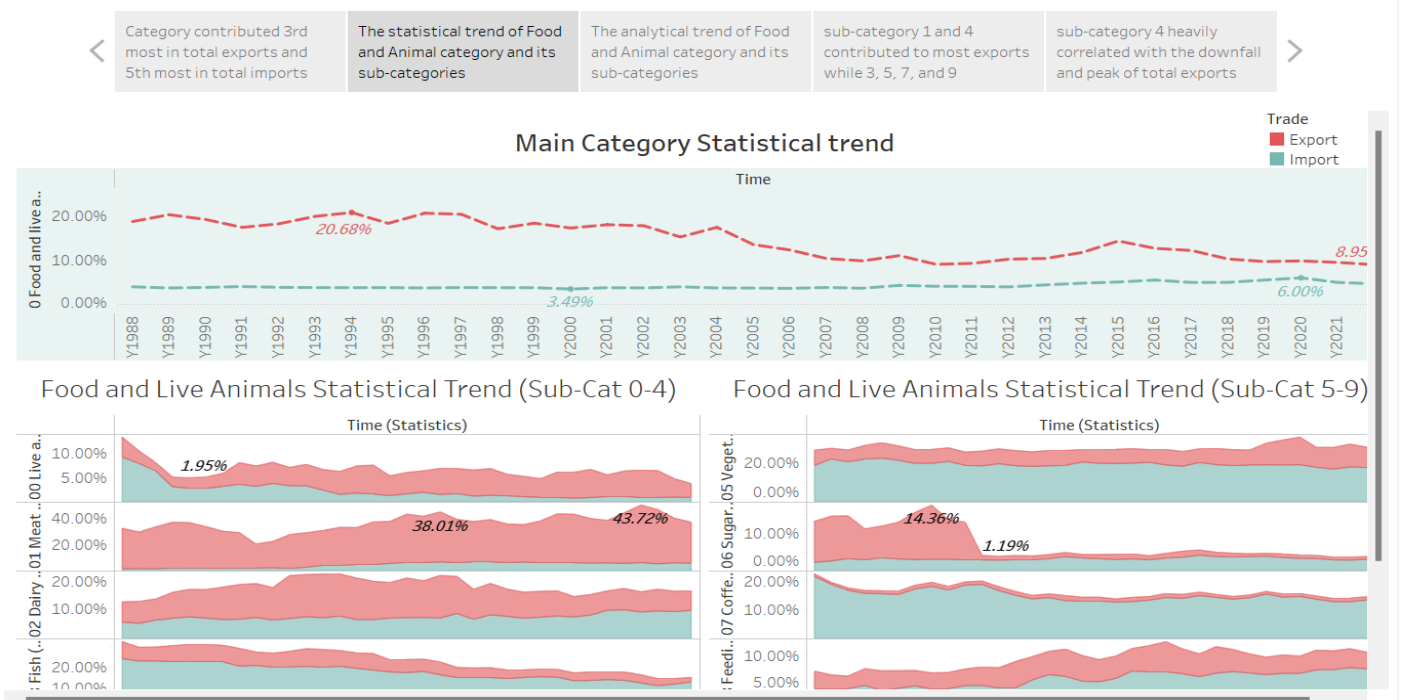 Category contributed 3rd
most in total exports and
5th most in total imports
The statistical trend of Food
and Animal category and its
sub-categories
The analytical trend of Food
and Animal category and its
sub-categories
sub-category 1 and 4
contributed to most exports
while 3, 5, 7, and 9
sub-category 4 heavily
correlated with the downfall
and peak of total exports
Trade
Export
Import
Main Category Statistical trend
Time
0 Food and live a..
20.00%
10.00%
0.00%
20.68%
3.49%
8.95
6.00%
Y1988
Y1989
Y1990
Y1991
Y1992
Y1993
Y1994
Y1995
Y1996
Y1997
Y1998
Y1999
Y2000
Y2001
Y2002
Y2003
Y2004
Y2005
Y2006
Y2007
Y2008
Y2009
Y2010
Y2011
Y2012
Y2013
Y2014
Y2015
Y2016
Y2017
Y2018
Y2019
Y2020
Y2021
Food and Live Animals Statistical Trend (Sub-Cat 0-4)
Time (Statistics)
00 Live a..
10.00%
5.00%
1.95%
01 Meat ..
40.00%
20.00%
38.01%
43.72%
02 Dairy ..
20.00%
10.00%
Fish (..
20.00%
10.00%
Food and Live Animals Statistical Trend (Sub-Cat 5-9)
Time (Statistics)
05 Veget..
20.00%
0.00%
06 Sugar..
10.00%
0.00%
14.36%
1.19%
07 Coffe..
20.00%
10.00%
Feedi..
10.00%
5.00%